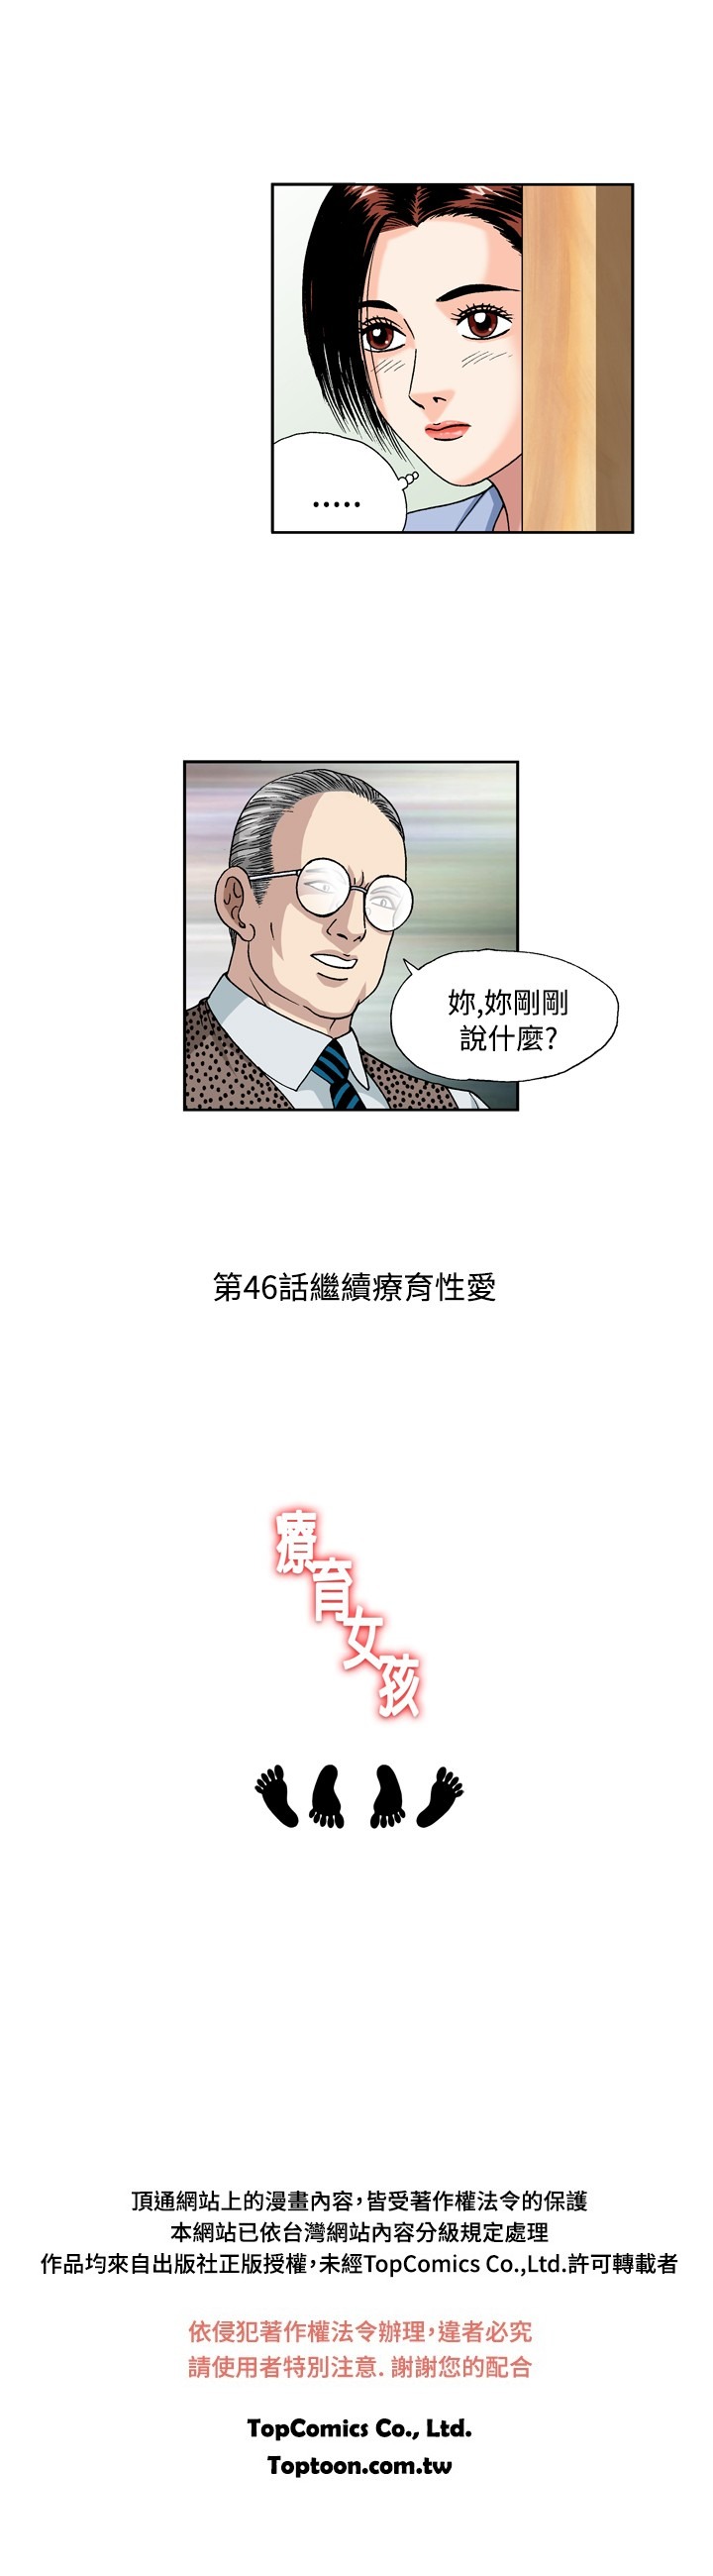 .....
妳,妳剛剛
說什麼?
第46話繼續療育性愛
療育女孩
頂通網站上的漫畫內容，皆受著作權法令的保護
本網站已依台灣網站內容分級規定處理
作品均來自出版社正版授權，未經TopComics Co.,Ltd.許可轉載者
依侵犯著作權法令辦理，違者必究
請使用者特別注意. 謝謝您的配合
TopComics Co., Ltd.
Toptoon.com.tw